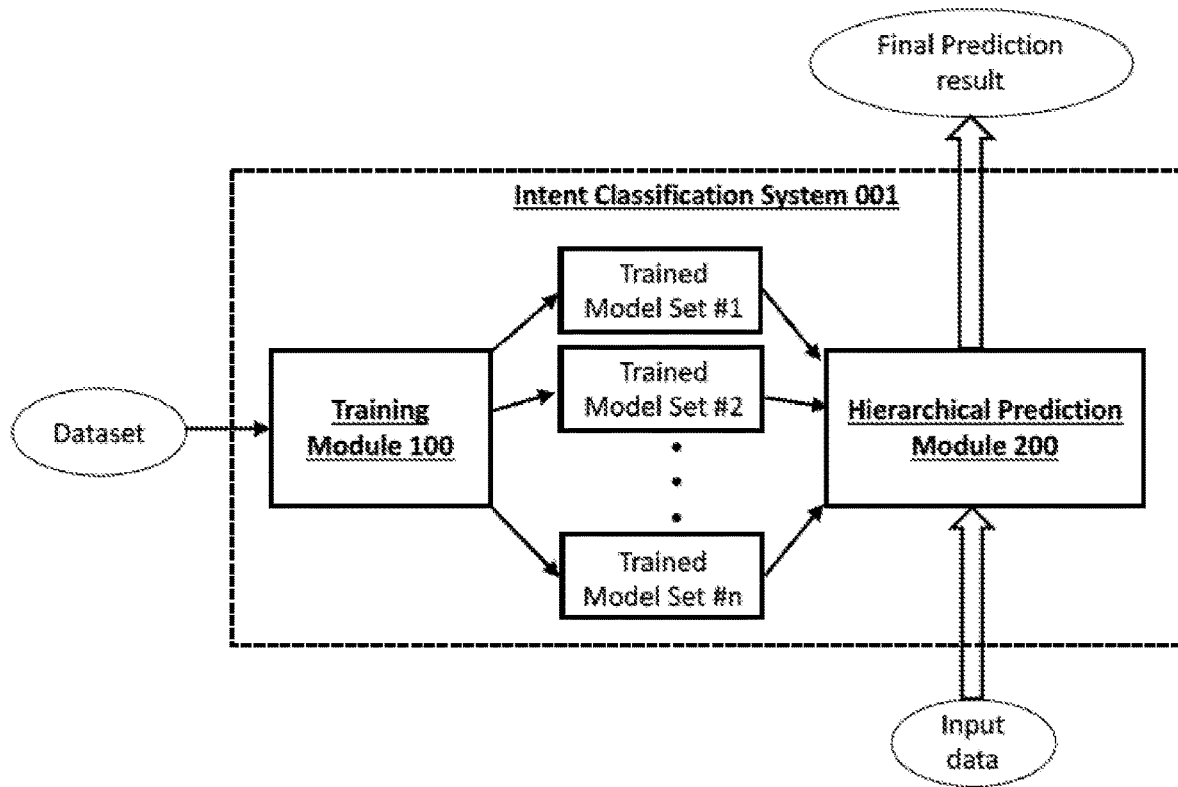 Final Prediction
result
Intent Classification System 001
Trained
Model Set #1
Trained
Model Set #2
Training
Module 100
Hierarchical Prediction
Module 200
Dataset
Trained
Model Set #n
Input
data